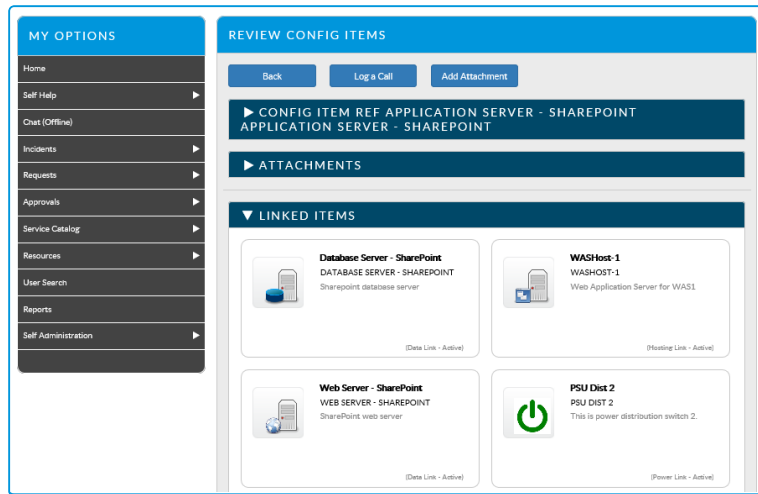 MY OPTIONS
Home
Self Help
Chat (Offline)
Incidents
Requests
Approvals
Service Catalog
Resources
User Search
Reports
Self Administration
REVIEW CONFIG ITEMS
Back
Log a Call
Add Attachment
CONFIG ITEM REF APPLICATION SERVER - SHAREPOINT
APPLICATION SERVER - SHAREPOINT
ATTACHMENTS
LINKED ITEMS
Database Server - SharePoint
DATABASE SERVER - SHAREPOINT
Sharepoint database server
(Data Link - Active)
WASHost-1
WASHOST-1
Web Application Server for WAS1
(Hosting Link - Active)
Web Server - SharePoint
WEB SERVER - SHAREPOINT
SharePoint web server
(Data Link - Active)
PSU Dist 2
PSU DIST 2
This is power distribution switch 2.
(Power Link - Active)